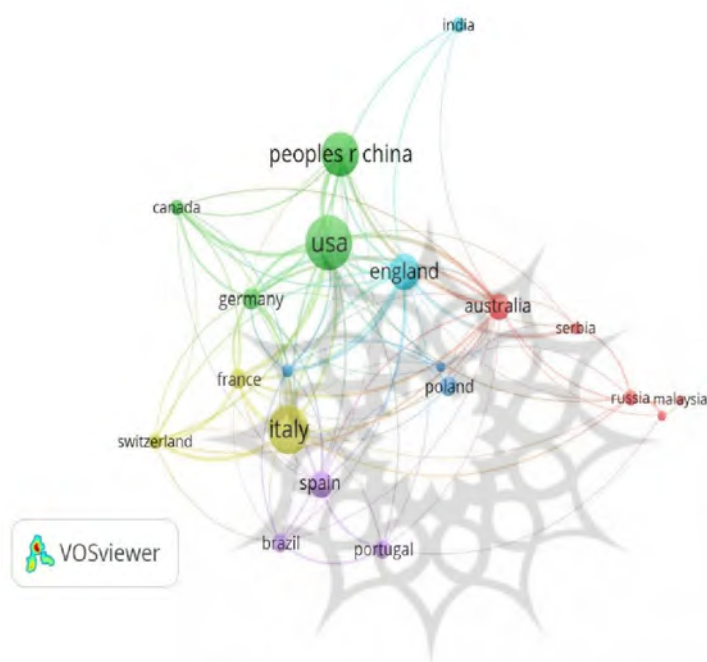 india
peoples r china
canada
usa
england
germany
australia
serbia
france
poland
russia malaysia
italy
switzerland
spain
brazil
portugal
VOSviewer